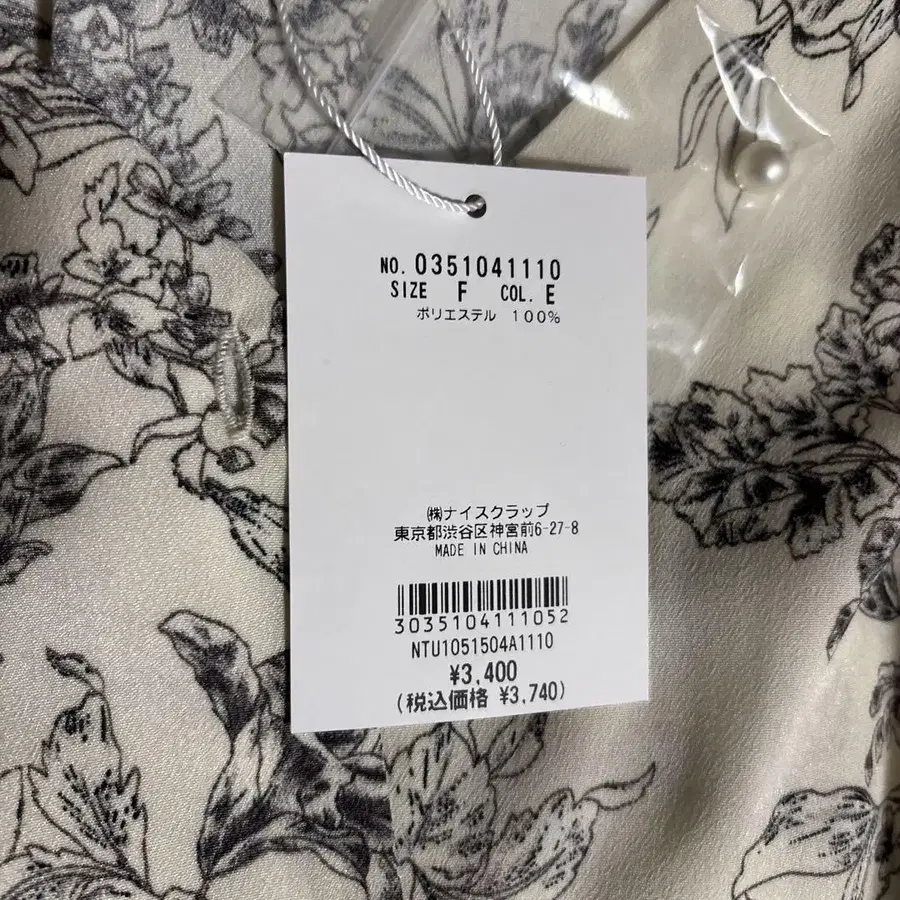 NO. 0351041110
SIZE F COL. E
ポリエステル 100%
㈱ナイスクラップ
東京都渋谷区神宮前6-27-8
MADE IN CHINA
3035104111052
NTU1051504A1110
¥3,400
(税込価格 ¥3,740)